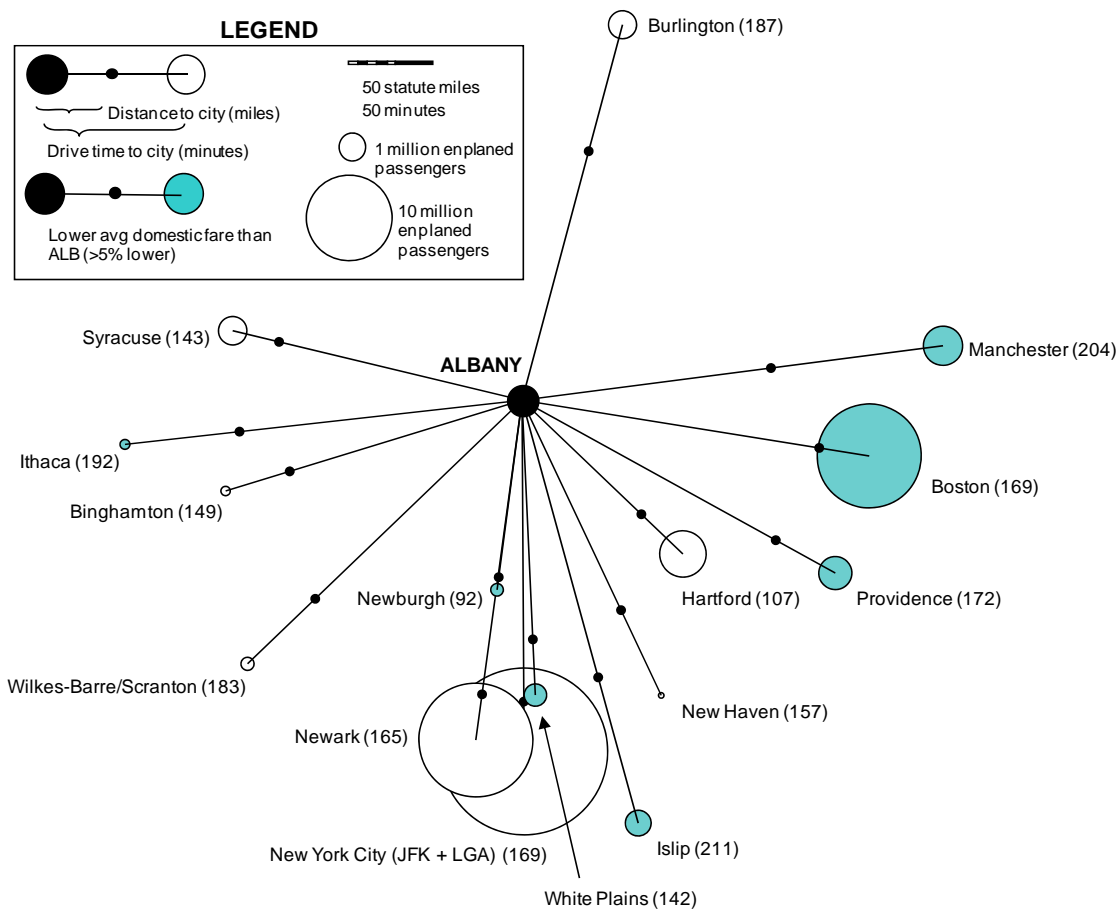 LEGEND
Distance to city (miles)
Drive time to city (minutes)
Lower avg domestic fare than
ALB (>5% lower)
50 statute miles
50 minutes
1 million enplaned
passengers
10 million
enplaned
passengers
Burlington (187)
Syracuse (143)
ALBANY
Manchester (204)
Ithaca (192)
Boston (169)
Binghamton (149)
Newburgh (92)
Hartford (107)
Providence (172)
Wilkes-Barre/Scranton (183)
New Haven (157)
Newark (165)
New York City (JFK + LGA) (169)
Islip (211)
White Plains (142)